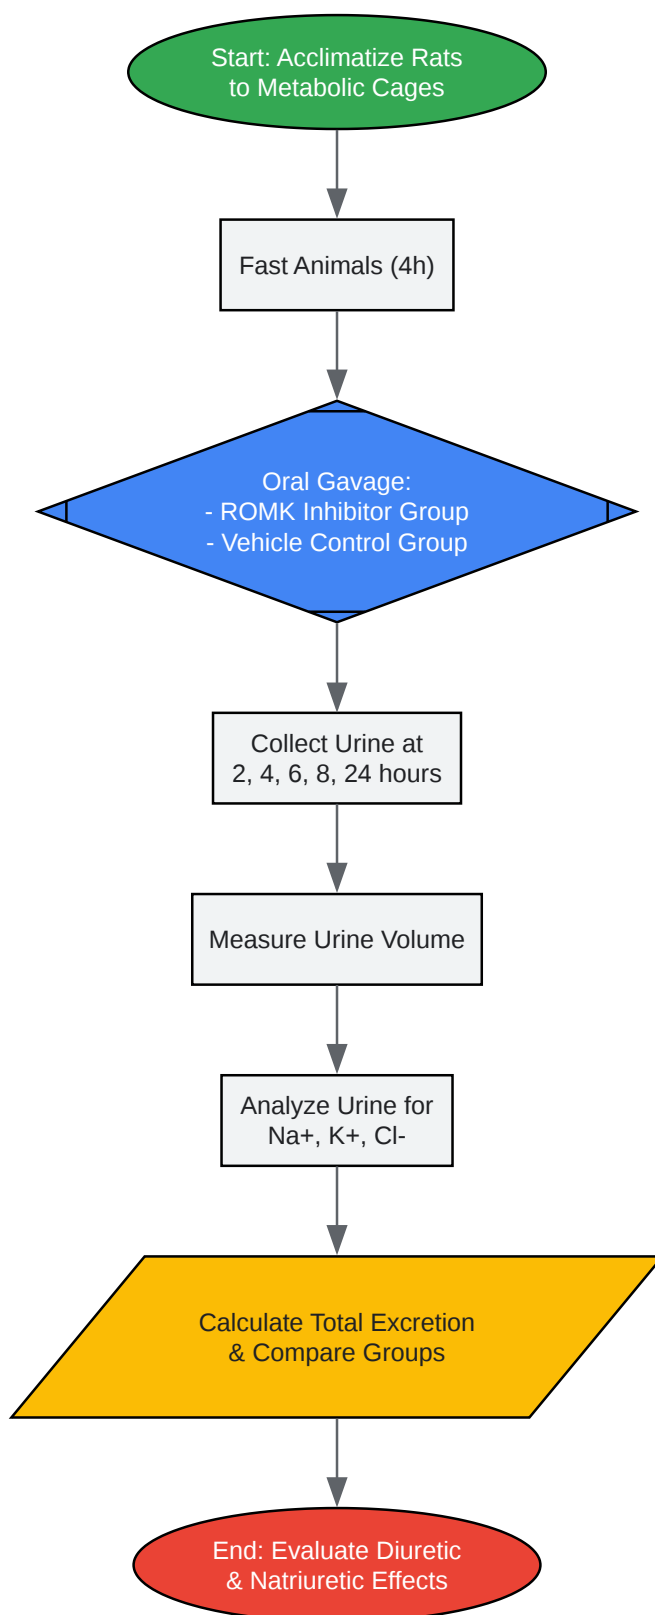 Start: Acclimatize Rats
to Metabolic Cages
Fast Animals (4h)
Oral Gavage:
- ROMK Inhibitor Group
- Vehicle Control Group
Collect Urine at
2, 4, 6, 8, 24 hours
Measure Urine Volume
Analyze Urine for
Na+, K+, Cl-
Calculate Total Excretion
& Compare Groups
End: Evaluate Diuretic
& Natriuretic Effects